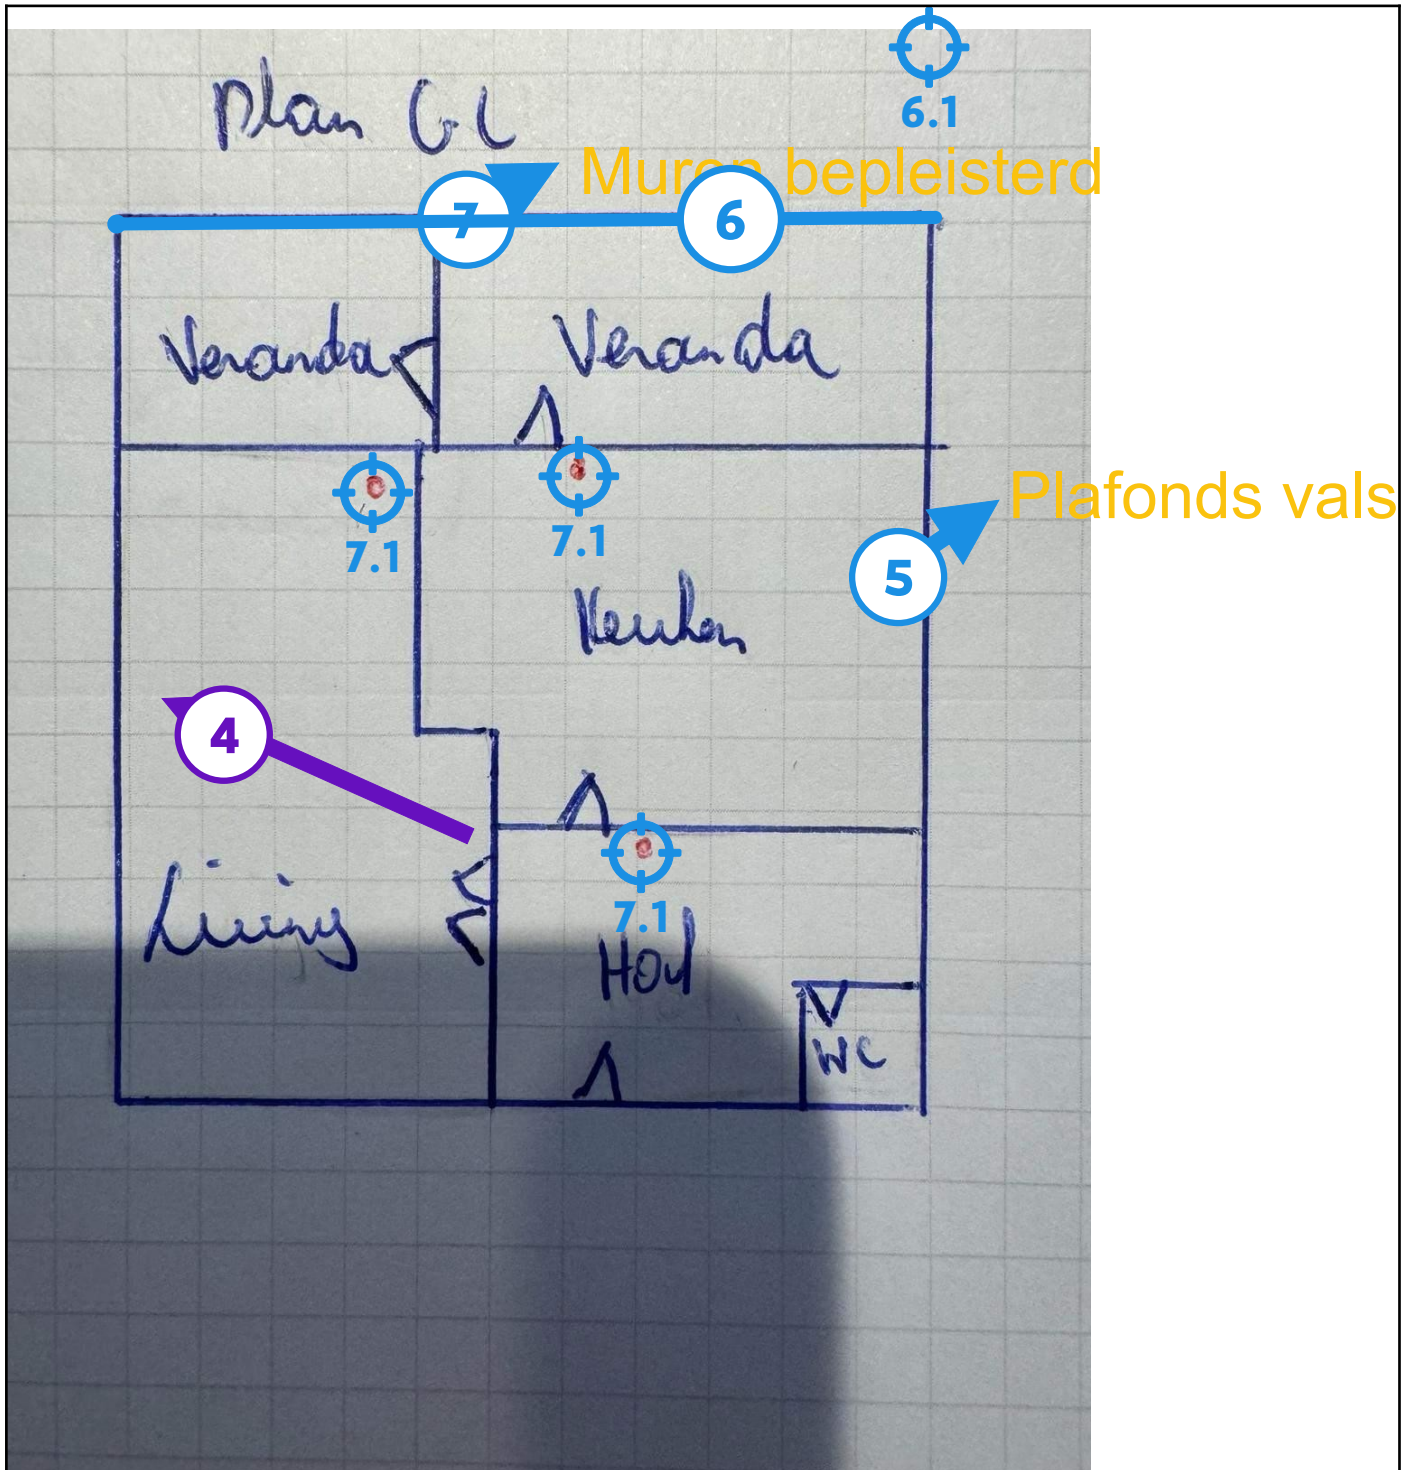 6.1
plan GL
Muren bepleisterd
7
6
Veranda
Veranda
Plafonds vals
7.1
7.1
5
Keuken
4
7.1
Living
Hall
WC